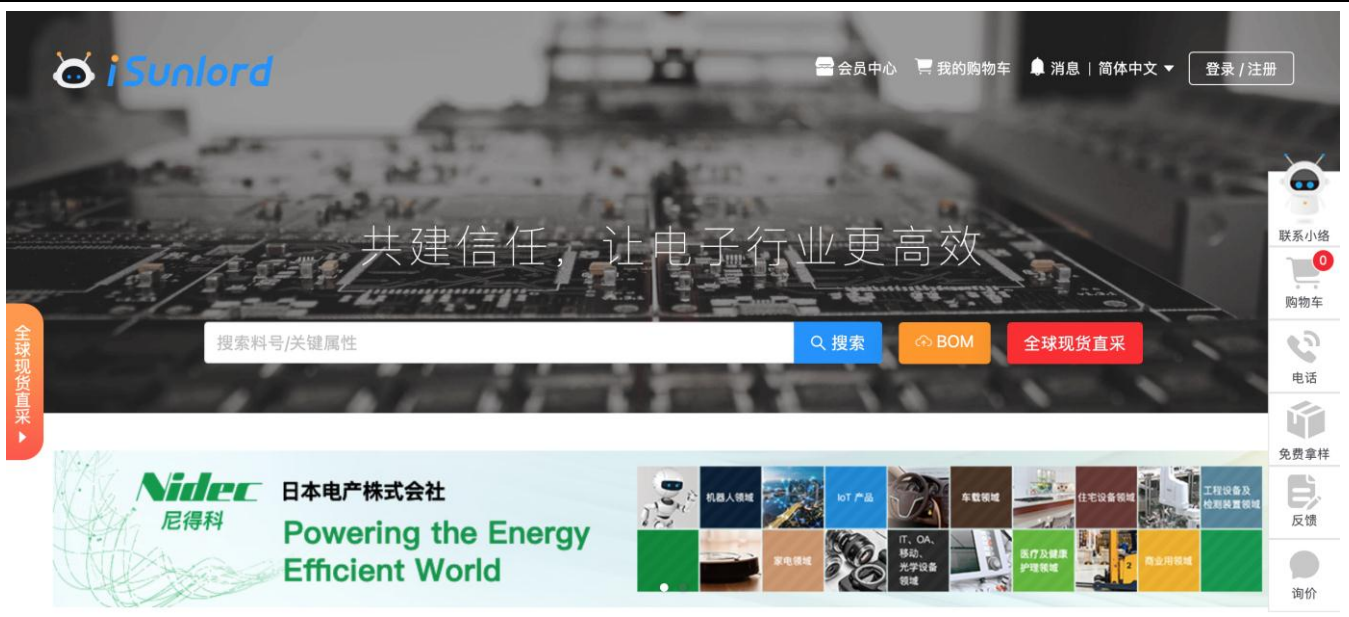 iSunlord
会员中心 我的购物车 消息 | 简体中文 登录 / 注册
共建信任，让电子行业更高效
搜索料号/关键属性 搜索 BOM 全球现货直采
全球现货直采
联系小络
0
购物车
电话
免费拿样
反馈
询价
Nidec
尼得科
日本电产株式会社
Powering the Energy
Efficient World
机器人领域
IoT 产品
车载领域
住宅设备领域
工程设备及
检测装置领域
家电领域
IT、OA、
移动、
光学设备
领域
医疗及健康
护理领域
商业用领域